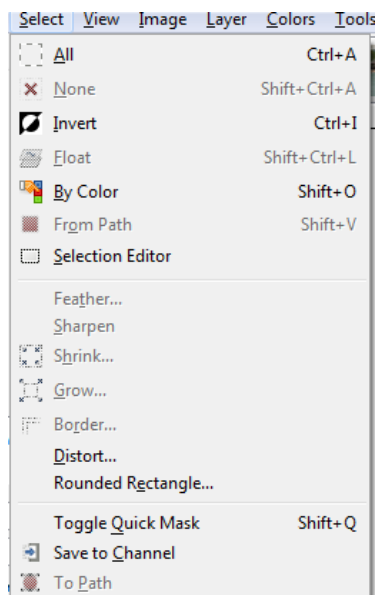 Select View Image Layer Colors Tools
All Ctrl+A
None Shift+Ctrl+A
Invert Ctrl+I
Float Shift+Ctrl+L
By Color Shift+O
From Path Shift+V
Selection Editor
Feather...
Sharpen
Shrink...
Grow...
Border...
Distort...
Rounded Rectangle...
Toggle Quick Mask Shift+Q
Save to Channel
To Path